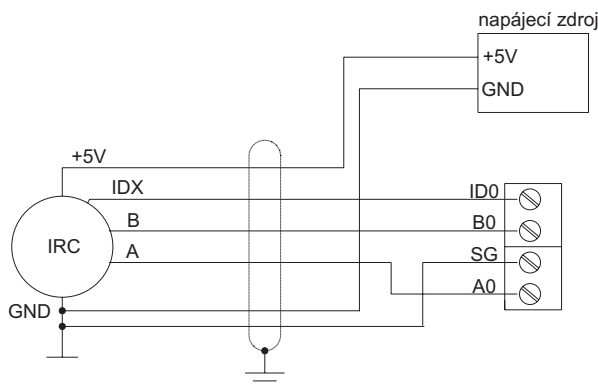 napájecí zdroj
+5V
GND
+5V
IDX
ID0
B
B0
IRC
A
SG
A0
GND